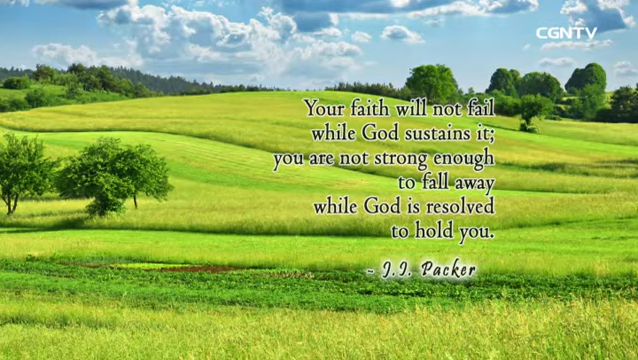 CGNTV
Your faith will not fail
while God sustains it;
you are not strong enough
to fall away
while God is resolved
to hold you.
- J.I. Packer